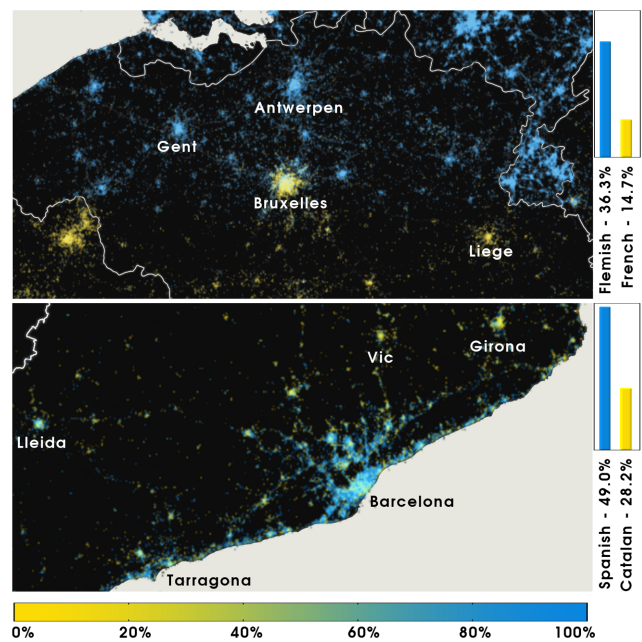 Antwerpen
Gent
Bruxelles
Liege
Flemish - 36.3%
French - 14.7%
Vic
Girona
Lleida
Barcelona
Tarragona
Spanish - 49.0%
Catalan - 28.2%
0% 20% 40% 60% 80% 100%